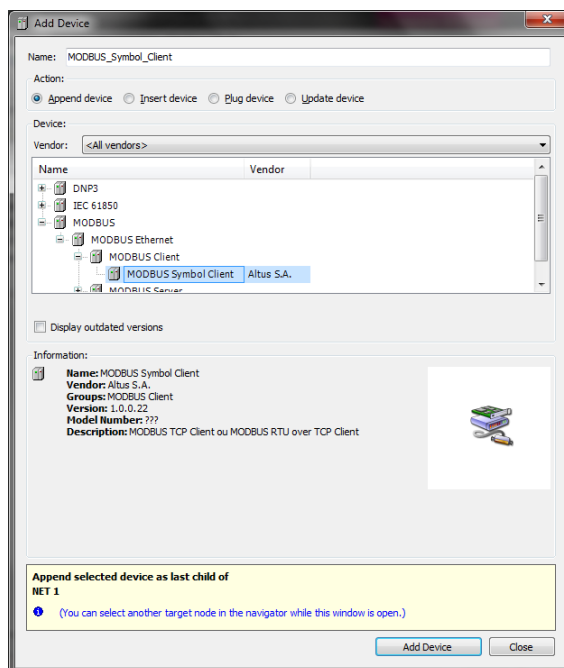 Add Device
Name: MODBUS_Symbol_Client
Action:
Append device Insert device Plug device Update device
Device:
Vendor: <All vendors>
Name Vendor
DNP3
IEC 61850
MODBUS
MODBUS Ethernet
MODBUS Client
MODBUS Symbol Client Altus S.A.
MODBUS Server
Display outdated versions
Information:
Name: MODBUS Symbol Client
Vendor: Altus S.A.
Groups: MODBUS Client
Version: 1.0.0.22
Model Number: ???
Description: MODBUS TCP Client ou MODBUS RTU over TCP Client
Append selected device as last child of
NET 1
(You can select another target node in the navigator while this window is open.)
Add Device Close